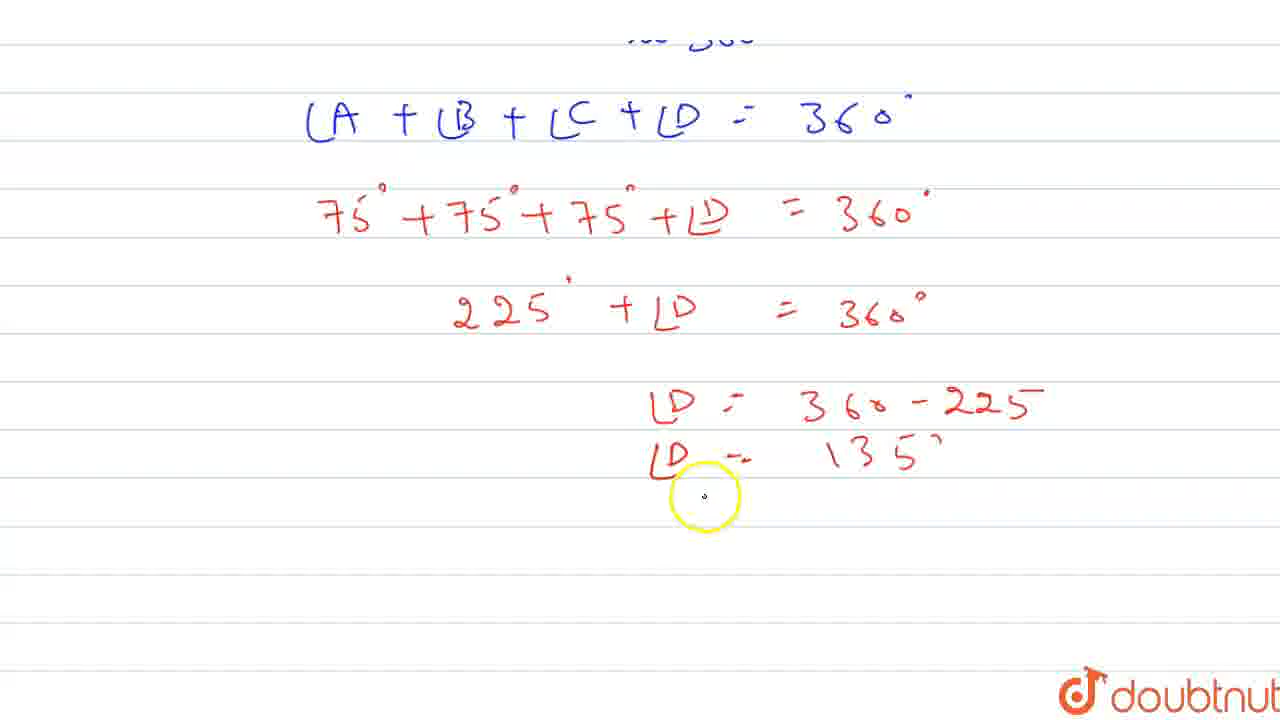 ∠A + ∠B + ∠C + ∠D = 360°
75° + 75° + 75° + ∠D = 360°
225° + ∠D = 360°
∠D = 360 - 225
∠D = 135°
doubtnut